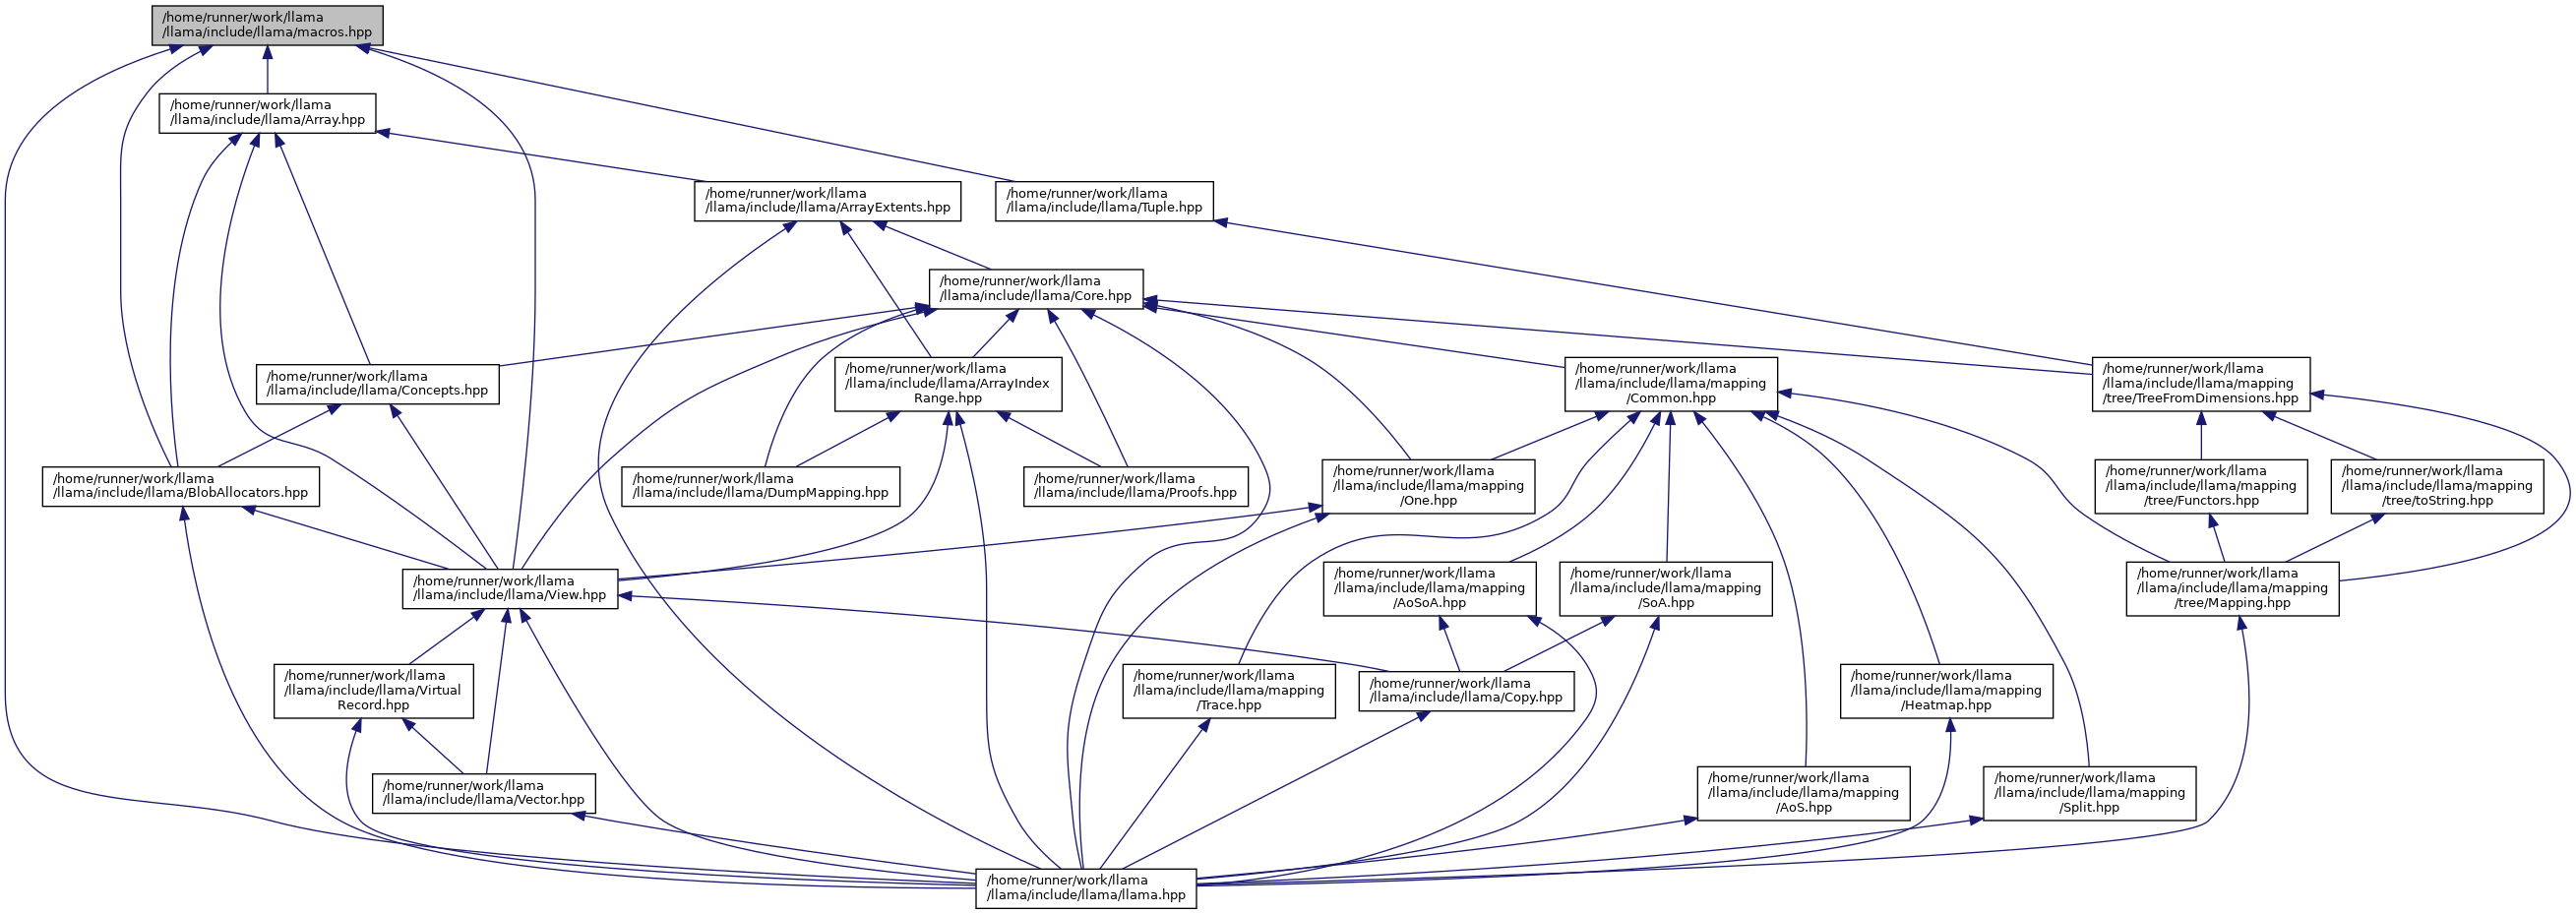 /home/runner/work/llama
/llama/include/llama/macros.hpp
/home/runner/work/llama
/llama/include/llama/Array.hpp
/home/runner/work/llama
/llama/include/llama/ArrayExtents.hpp
/home/runner/work/llama
/llama/include/llama/Tuple.hpp
/home/runner/work/llama
/llama/include/llama/Core.hpp
/home/runner/work/llama
/llama/include/llama/Concepts.hpp
/home/runner/work/llama
/llama/include/llama/ArrayIndex
Range.hpp
/home/runner/work/llama
/llama/include/llama/mapping
/Common.hpp
/home/runner/work/llama
/llama/include/llama/mapping
/tree/TreeFromDimensions.hpp
/home/runner/work/llama
/llama/include/llama/BlobAllocators.hpp
/home/runner/work/llama
/llama/include/llama/DumpMapping.hpp
/home/runner/work/llama
/llama/include/llama/Proofs.hpp
/home/runner/work/llama
/llama/include/llama/mapping
/One.hpp
/home/runner/work/llama
/llama/include/llama/mapping
/tree/Functors.hpp
/home/runner/work/llama
/llama/include/llama/mapping
/tree/toString.hpp
/home/runner/work/llama
/llama/include/llama/View.hpp
/home/runner/work/llama
/llama/include/llama/mapping
/AoSoA.hpp
/home/runner/work/llama
/llama/include/llama/mapping
/SoA.hpp
/home/runner/work/llama
/llama/include/llama/mapping
/tree/Mapping.hpp
/home/runner/work/llama
/llama/include/llama/Virtual
Record.hpp
/home/runner/work/llama
/llama/include/llama/mapping
/Trace.hpp
/home/runner/work/llama
/llama/include/llama/Copy.hpp
/home/runner/work/llama
/llama/include/llama/mapping
/Heatmap.hpp
/home/runner/work/llama
/llama/include/llama/Vector.hpp
/home/runner/work/llama
/llama/include/llama/mapping
/AoS.hpp
/home/runner/work/llama
/llama/include/llama/mapping
/Split.hpp
/home/runner/work/llama
/llama/include/llama/llama.hpp